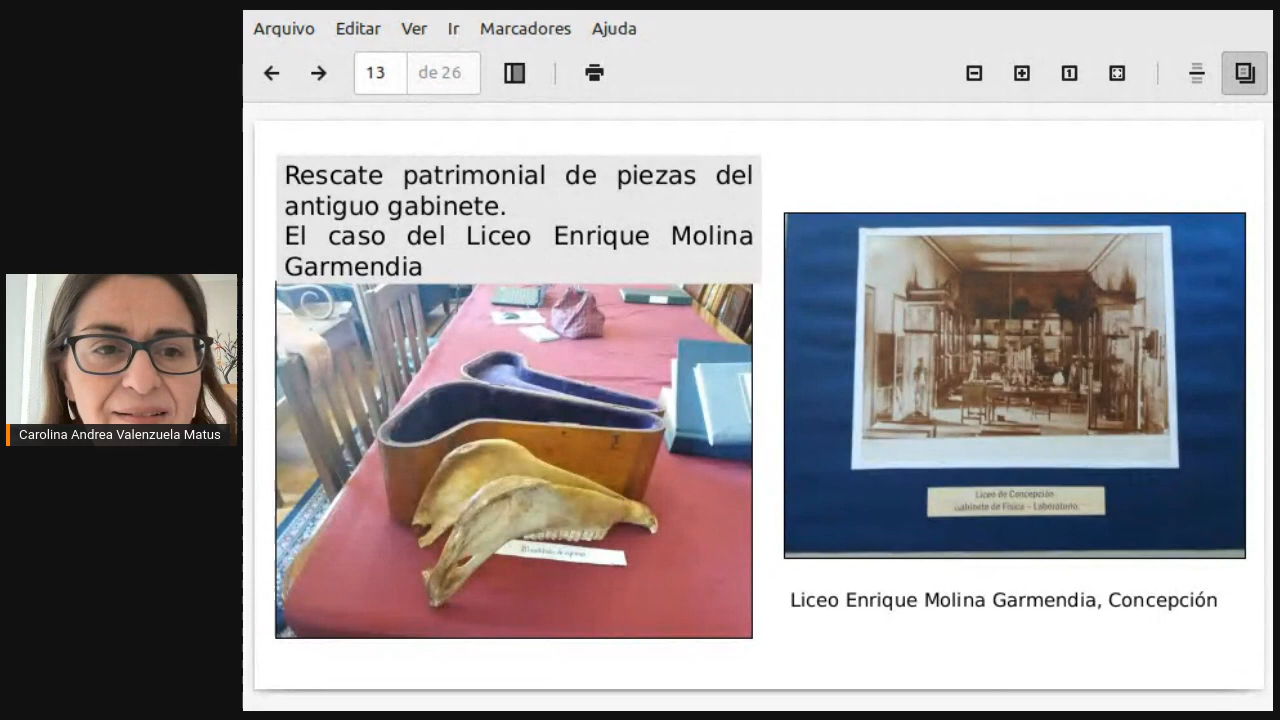 Arquivo Editar Ver Ir Marcadores Ajuda
13 de 26
1
Rescate patrimonial de piezas del
antiguo gabinete.
El caso del Liceo Enrique Molina
Garmendia
Liceo de Concepción
Gabinete de Física - Laboratorio.
Liceo Enrique Molina Garmendia, Concepción
Carolina Andrea Valenzuela Matus